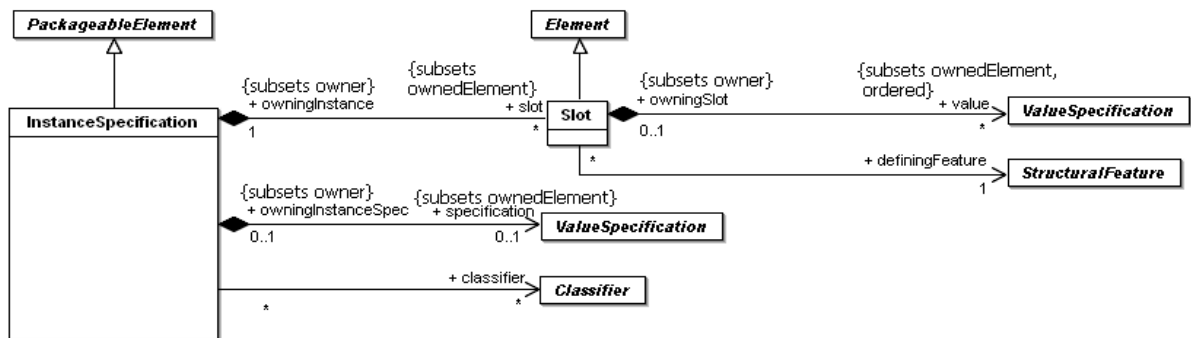 PackageableElement
Element
{subsets owner}
+ owningInstance
1
{subsets
ownedElement}
+ slot
*
{subsets owner}
+ owningSlot
0..1
{subsets ownedElement,
ordered}
+ value
*
InstanceSpecification
Slot
ValueSpecification
*
+ definingFeature
1
StructuralFeature
{subsets owner}
+ owningInstanceSpec
0..1
{subsets ownedElement}
+ specification
0..1
ValueSpecification
+ classifier
*
*
Classifier